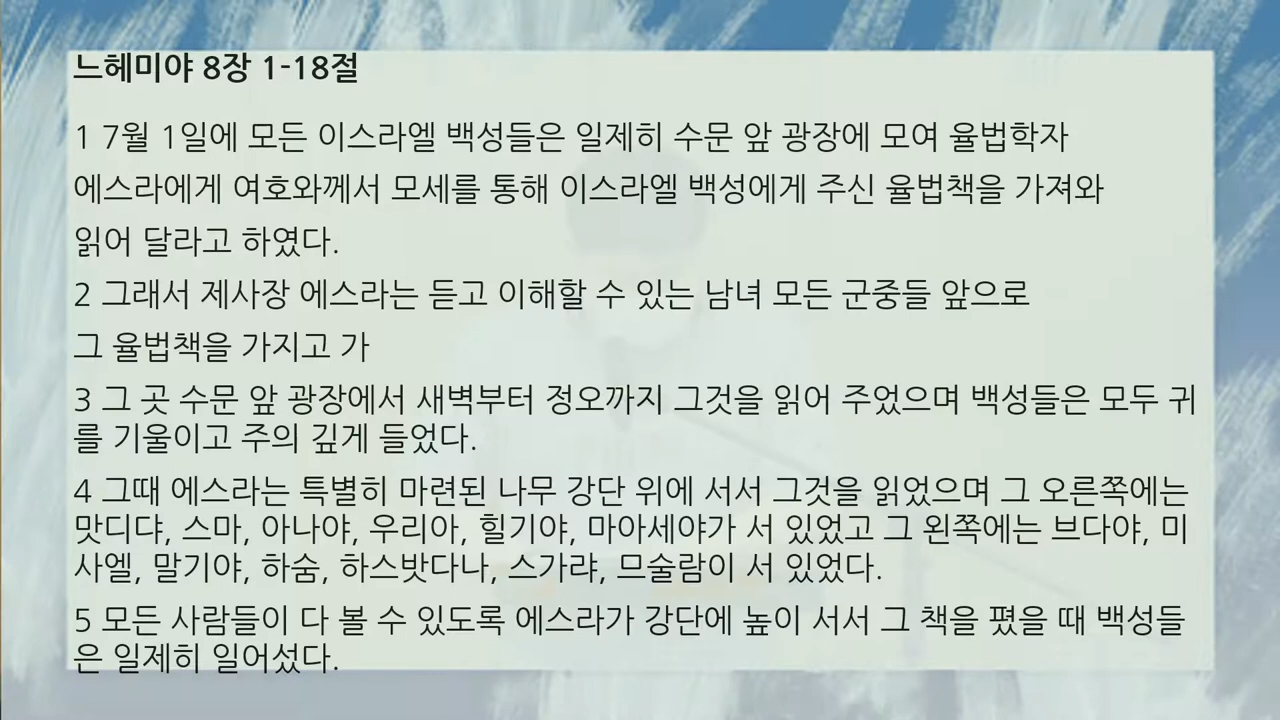 느헤미야 8장 1-18절
1 7월 1일에 모든 이스라엘 백성들은 일제히 수문 앞 광장에 모여 율법학자
에스라에게 여호와께서 모세를 통해 이스라엘 백성에게 주신 율법책을 가져와
읽어 달라고 하였다.
2 그래서 제사장 에스라는 듣고 이해할 수 있는 남녀 모든 군중들 앞으로
그 율법책을 가지고 가
3 그 곳 수문 앞 광장에서 새벽부터 정오까지 그것을 읽어 주었으며 백성들은 모두 귀
를 기울이고 주의 깊게 들었다.
4 그때 에스라는 특별히 마련된 나무 강단 위에 서서 그것을 읽었으며 그 오른쪽에는
맛디댜, 스마, 아나야, 우리아, 힐기야, 마아세야가 서 있었고 그 왼쪽에는 브다야, 미
사엘, 말기야, 하숨, 하스밧다나, 스가랴, 므술람이 서 있었다.
5 모든 사람들이 다 볼 수 있도록 에스라가 강단에 높이 서서 그 책을 폈을 때 백성들
은 일제히 일어섰다.